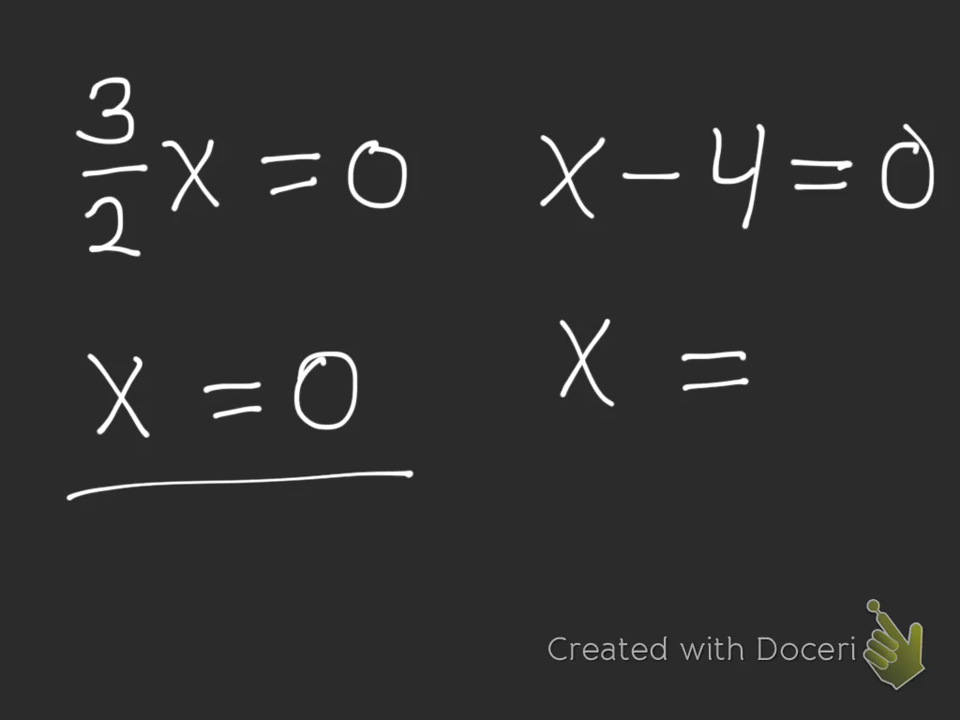 3/2 x = 0
x = 0
x - 4 = 0
x =
Created with Doceri